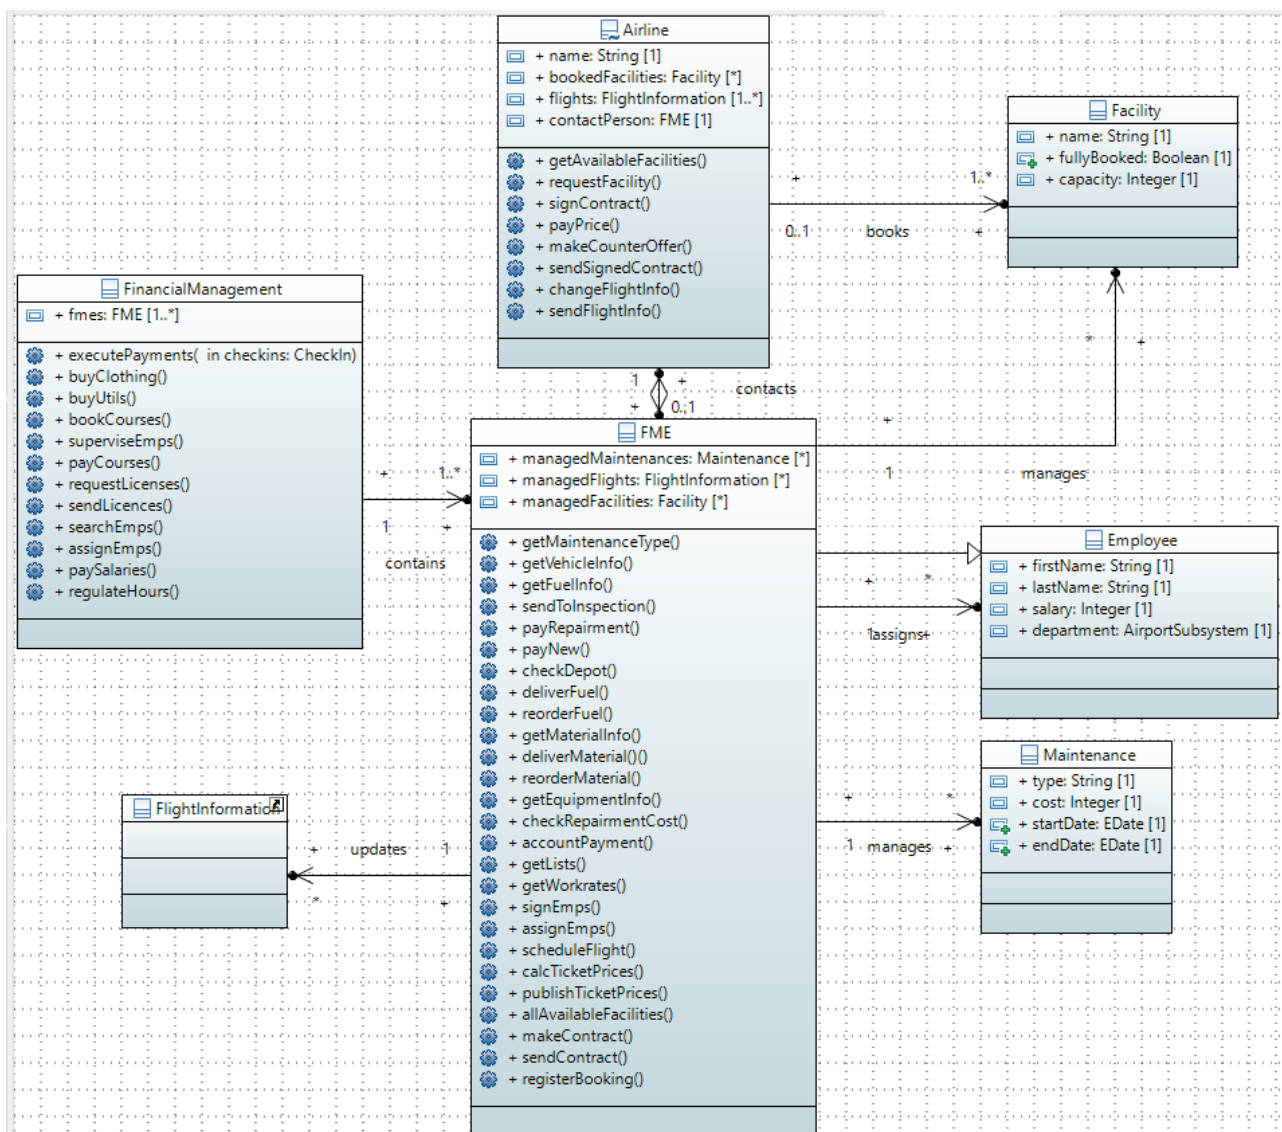 Airline
+ name: String [1]
+ bookedFacilities: Facility [*]
+ flights: FlightInformation [1..*]
+ contactPerson: FME [1]
+ getAvailableFacilities()
+ requestFacility()
+ signContract()
+ payPrice()
+ makeCounterOffer()
+ sendSignedContract()
+ changeFlightInfo()
+ sendFlightInfo()
Facility
+ name: String [1]
+ fullyBooked: Boolean [1]
+ capacity: Integer [1]
+ 1..*
0..1 books +
FinancialManagement
+ fmes: FME [1..*]
+ executePayments( in checkins: CheckIn)
+ buyClothing()
+ buyUtils()
+ bookCourses()
+ superviseEmps()
+ payCourses()
+ requestLicenses()
+ sendLicences()
+ searchEmps()
+ assignEmps()
+ paySalaries()
+ regulateHours()
1 + contacts
+ 0..1
* +
+
1 manages
+ 1..*
1 +
contains
FME
+ managedMaintenances: Maintenance [*]
+ managedFlights: FlightInformation [*]
+ managedFacilities: Facility [*]
+ getMaintenanceType()
+ getVehicleInfo()
+ getFuelInfo()
+ sendToInspection()
+ payRepairment()
+ payNew()
+ checkDepot()
+ deliverFuel()
+ reorderFuel()
+ getMaterialInfo()
+ deliverMaterial()()
+ reorderMaterial()
+ getEquipmentInfo()
+ checkRepairmentCost()
+ accountPayment()
+ getLists()
+ getWorkrates()
+ signEmps()
+ assignEmps()
+ scheduleFlight()
+ calcTicketPrices()
+ publishTicketPrices()
+ allAvailableFacilities()
+ makeContract()
+ sendContract()
+ registerBooking()
Employee
+ firstName: String [1]
+ lastName: String [1]
+ salary: Integer [1]
+ department: AirportSubsystem [1]
+ *
1assigns+
Maintenance
+ type: String [1]
+ cost: Integer [1]
+ startDate: EDate [1]
+ endDate: EDate [1]
+ *
1 manages +
FlightInformation
+ updates 1
* +